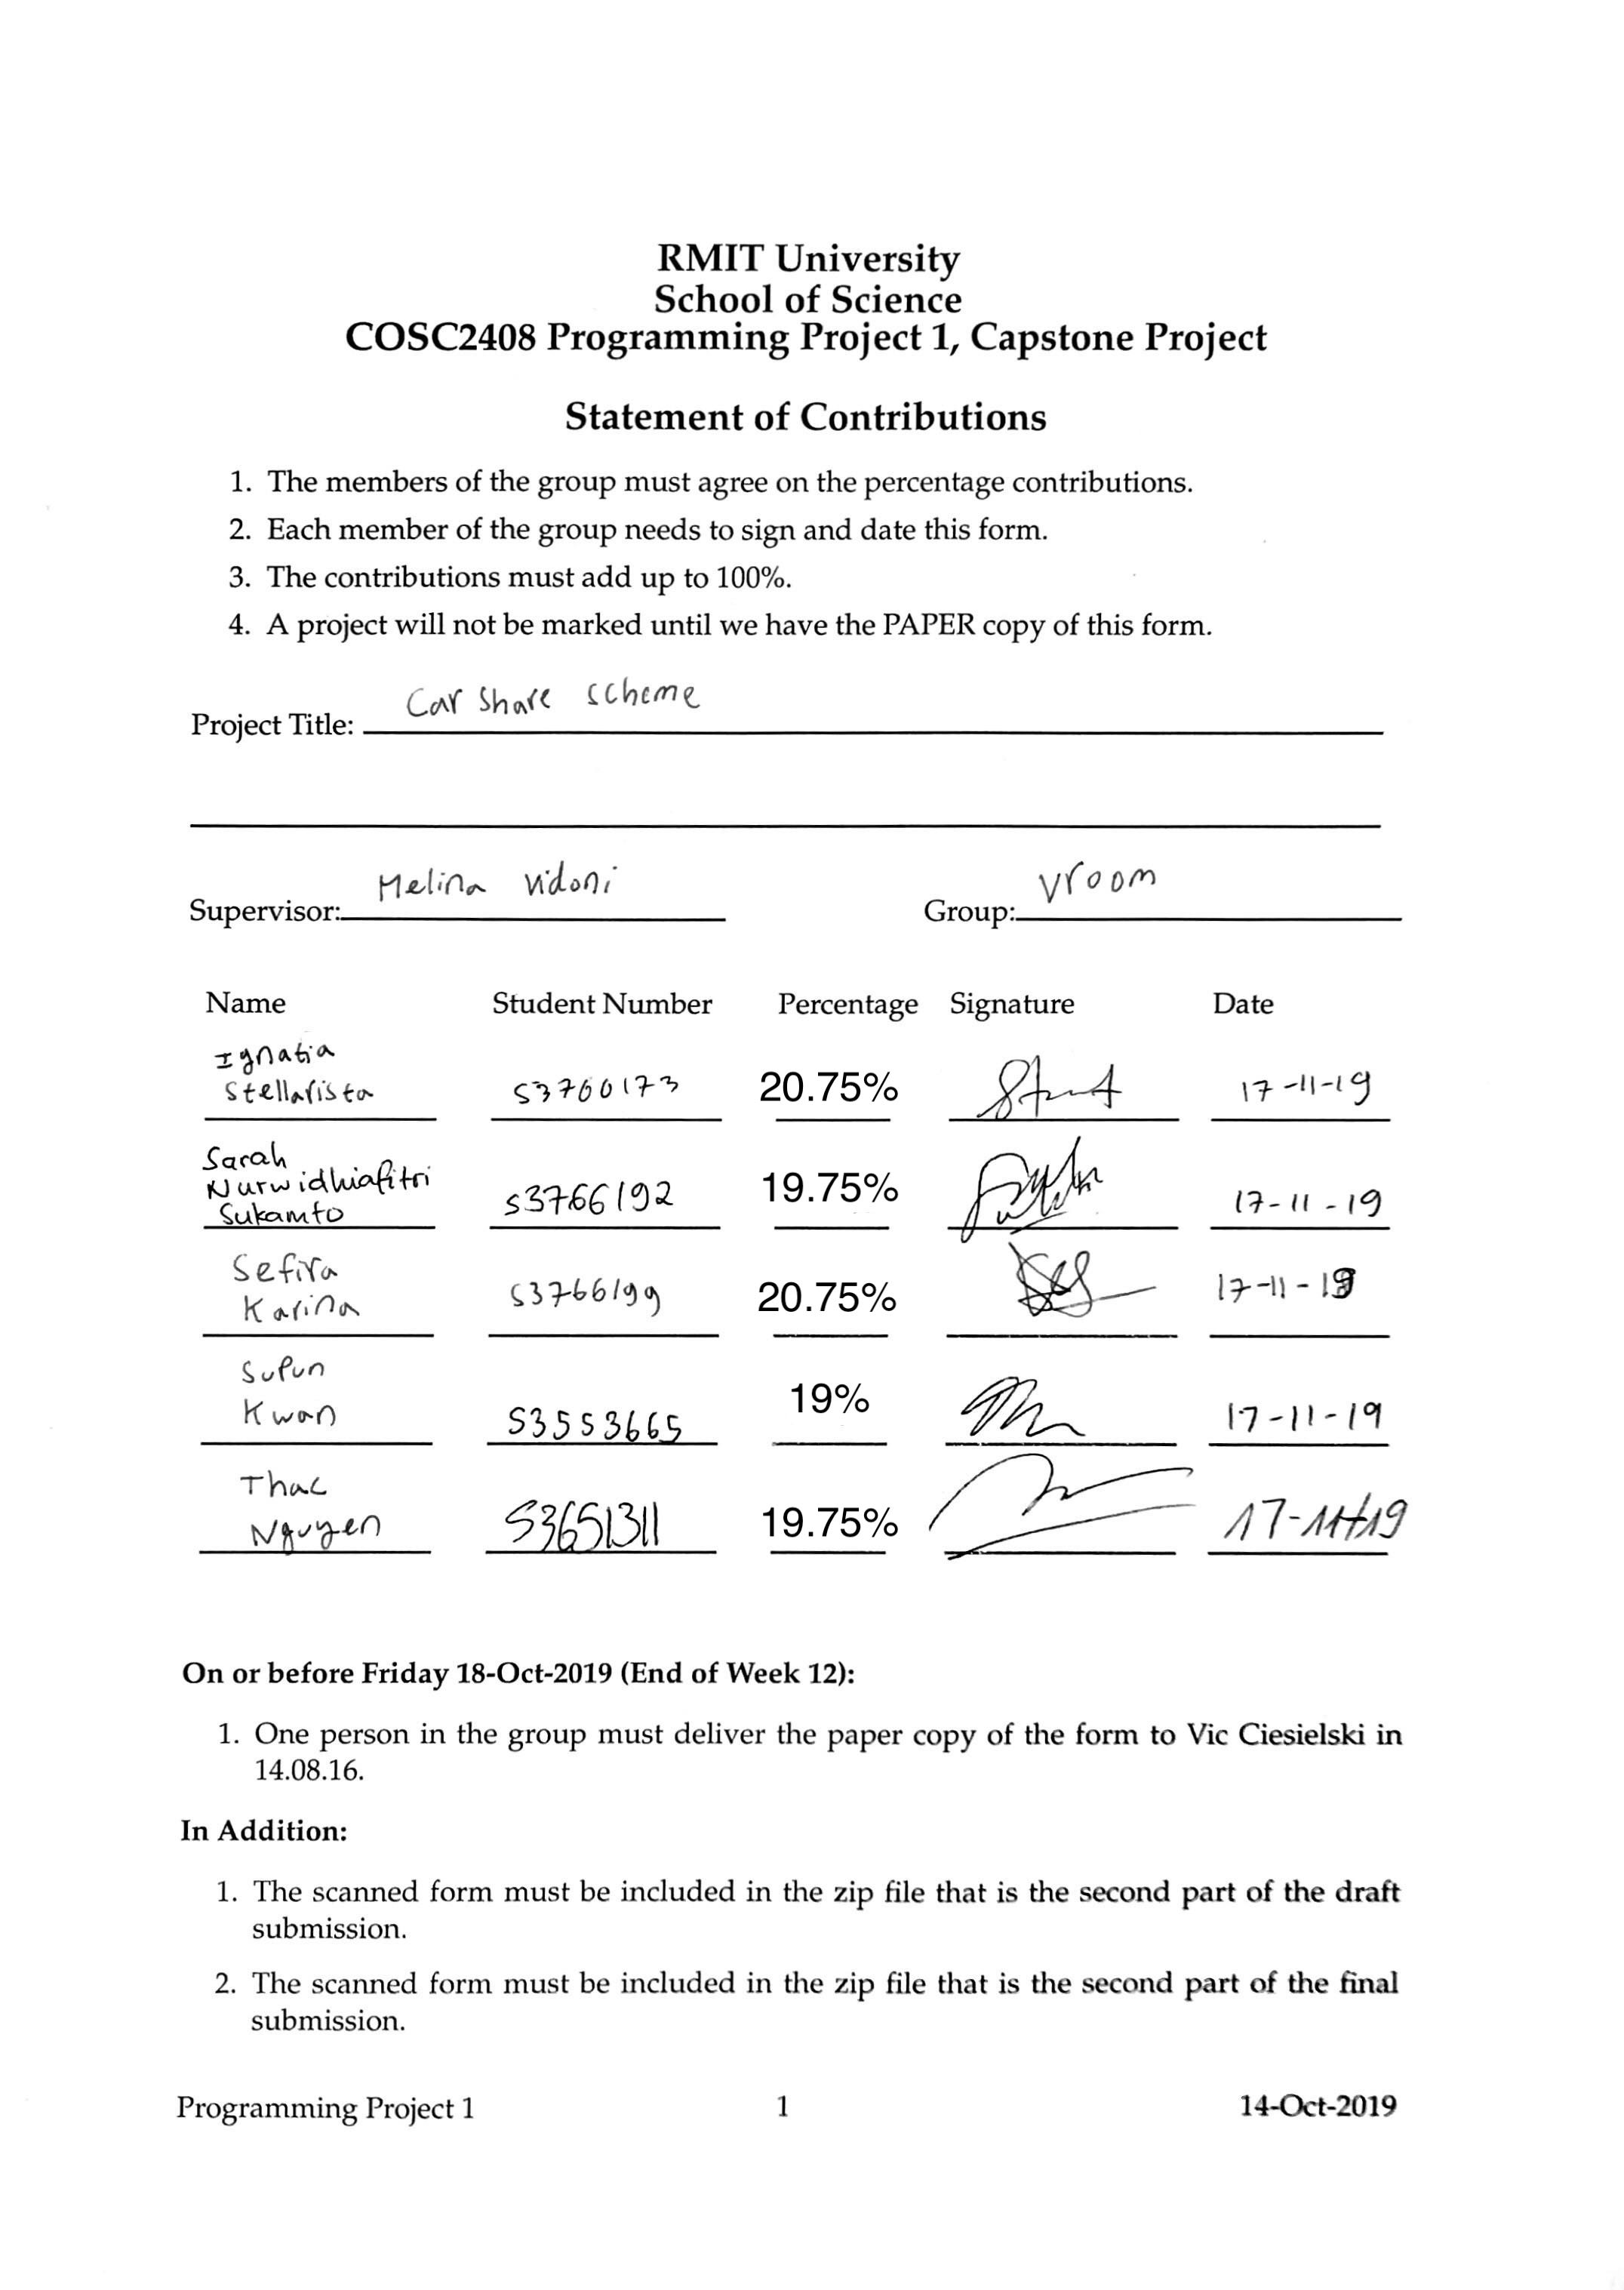 RMIT University
School of Science
COSC2408 Programming Project 1, Capstone Project
Statement of Contributions
1. The members of the group must agree on the percentage contributions.
2. Each member of the group needs to sign and date this form.
3. The contributions must add up to 100%.
4. A project will not be marked until we have the PAPER copy of this form.
Project Title: Car Share Scheme
Supervisor: Melina Vidoni Group: Vroom
Name Student Number Percentage Signature Date
Ignatia
Stellarista s3760173 20.75% 17-11-19
Sarah
Nurwidhiafitri
Sukamto s3766192 19.75% 17-11-19
Sefira
Karina s3766199 20.75% 17-11-19
Supun
Kwan S3553665 19% 17-11-19
Thac
Nguyen S3651311 19.75% 17-11-19
On or before Friday 18-Oct-2019 (End of Week 12):
1. One person in the group must deliver the paper copy of the form to Vic Ciesielski in
14.08.16.
In Addition:
1. The scanned form must be included in the zip file that is the second part of the draft
submission.
2. The scanned form must be included in the zip file that is the second part of the final
submission.
Programming Project 1 1 14-Oct-2019